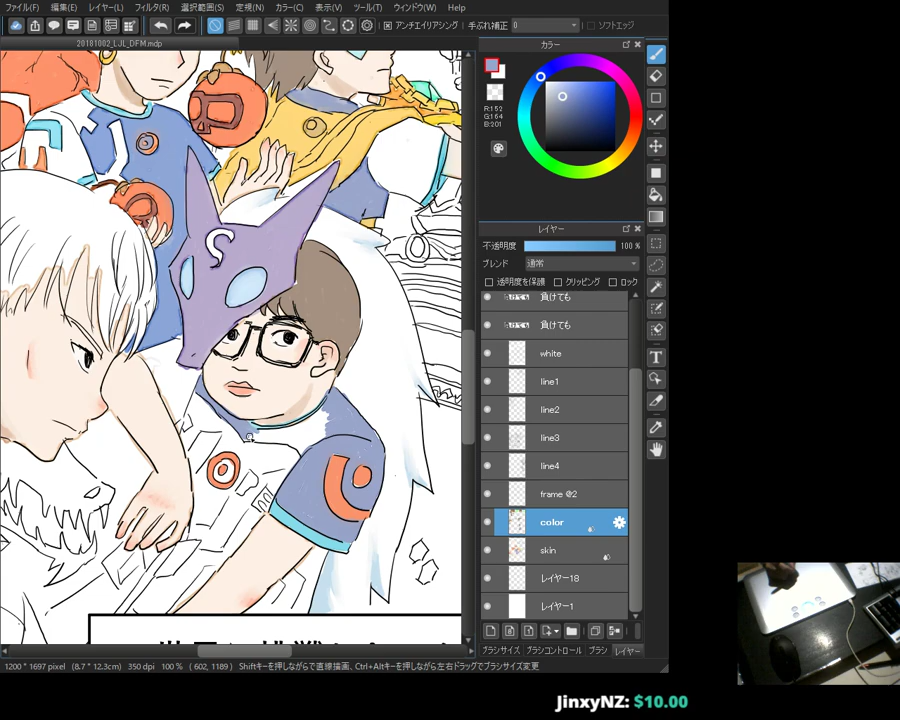 ファイル(F) 編集(E) レイヤー(L) フィルタ(R) 選択範囲(S) 定規(N) カラー(C) 表示(V) ツール(T) ウィンドウ(W) Help
アンチエイリアシング 手ぶれ補正 0 ソフトエッジ
20181002_LJL_DFM.mdp
カラー
R:152
G:164
B:201
レイヤー
不透明度 100 %
ブレンド 通常
透明度を保護 クリッピング ロック
負けても
負けても
white
line1
line2
line3
line4
frame @2
color
skin
レイヤー18
レイヤー1
ブラシサイズ ブラシコントロール ブラシ レイヤー
1200 * 1697 pixel (8.7 * 12.3cm) 350 dpi 100 % ( 602, 1189 ) Shiftキーを押しながらで直線描画、Ctrl+Altキーを押しながら左右ドラッグでブラシサイズ変更
JinxyNZ: $10.00